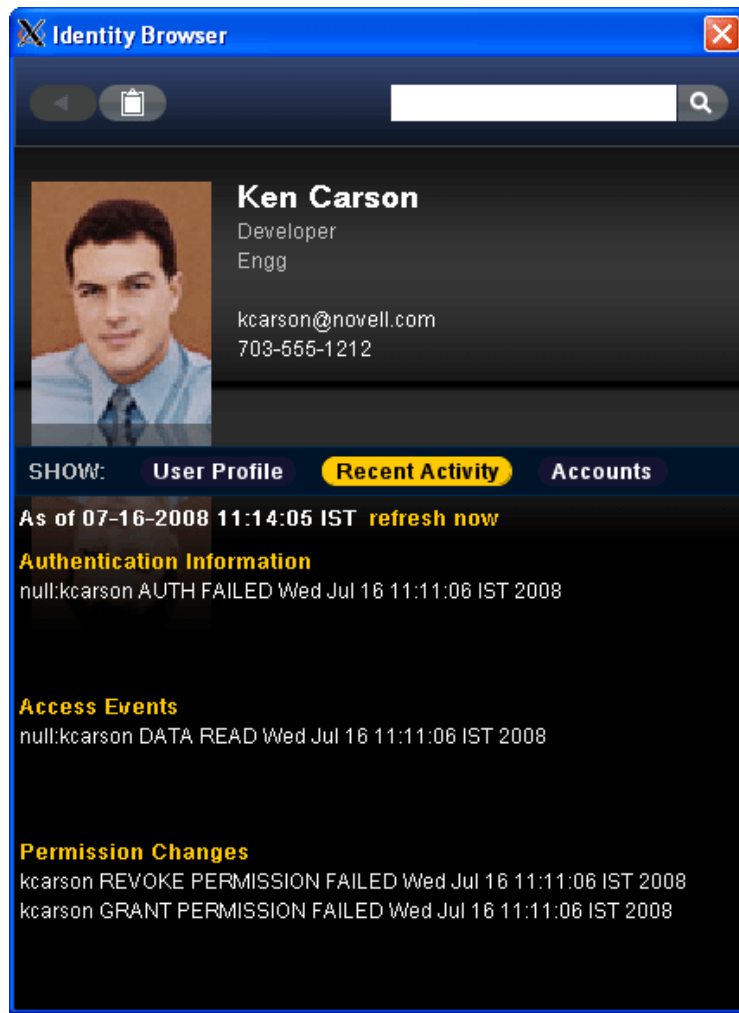 Identity Browser
Ken Carson
Developer
Engg
kcarson@novell.com
703-555-1212
SHOW: User Profile Recent Activity Accounts
As of 07-16-2008 11:14:05 IST refresh now
Authentication Information
null:kcarson AUTH FAILED Wed Jul 16 11:11:06 IST 2008
Access Events
null:kcarson DATA READ Wed Jul 16 11:11:06 IST 2008
Permission Changes
kcarson REVOKE PERMISSION FAILED Wed Jul 16 11:11:06 IST 2008
kcarson GRANT PERMISSION FAILED Wed Jul 16 11:11:06 IST 2008